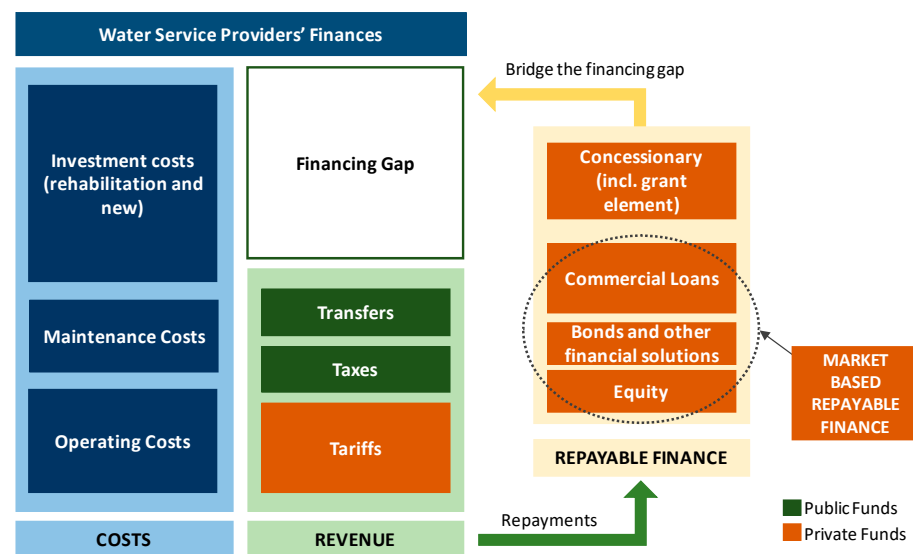 Water Service Providers’ Finances
Investment costs
(rehabilitation and
new)
Maintenance Costs
Operating Costs
COSTS
Financing Gap
Transfers
Taxes
Tariffs
REVENUE
Bridge the financing gap
Concessionary
(incl. grant
element)
Commercial Loans
Bonds and other
financial solutions
Equity
REPAYABLE FINANCE
Repayments
MARKET
BASED
REPAYABLE
FINANCE
Public Funds
Private Funds